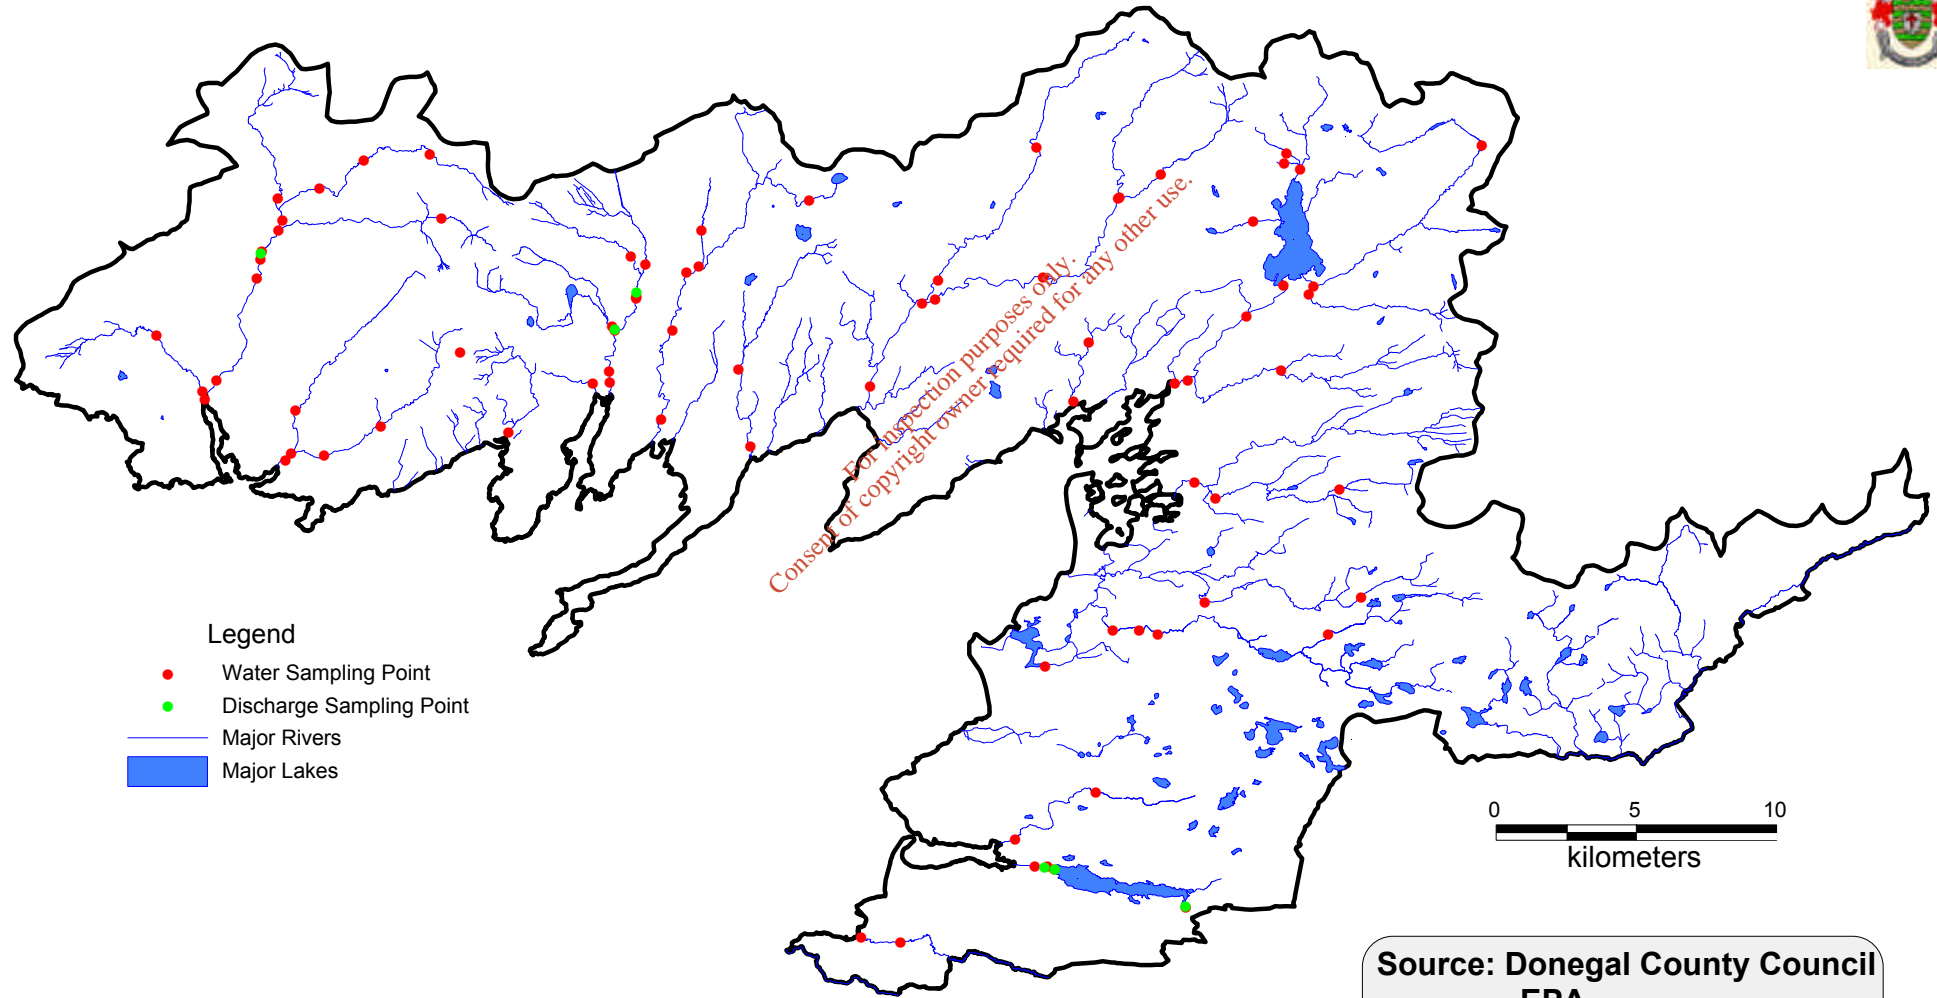 For inspection purposes only.
Consent of copyright owner required for any other use.
Legend
Water Sampling Point
Discharge Sampling Point
Major Rivers
Major Lakes
0 5 10
kilometers
Source: Donegal County Council
EPA